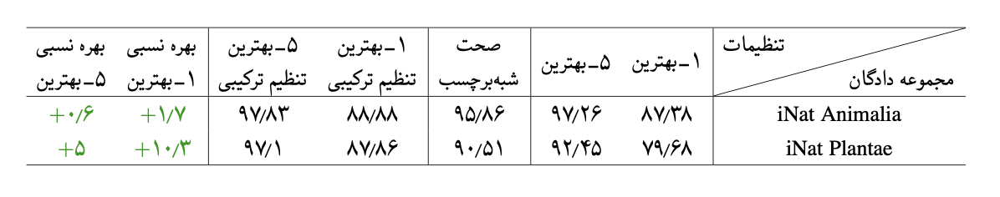 تنظیمات ۱-بهترین ۵-بهترین صحت ۱-بهترین ۵-بهترین بهره نسبی بهره نسبی
مجموعه دادگان شبه‌برچسب تنظیم ترکیبی تنظیم ترکیبی ۱-بهترین ۵-بهترین
iNat Animalia ۸۷/۳۸ ۹۷/۲۶ ۹۵/۸۶ ۸۸/۸۸ ۹۷/۸۳ +۱/۷ +۰/۶
iNat Plantae ۷۹/۶۸ ۹۲/۴۵ ۹۰/۵۱ ۸۷/۸۶ ۹۷/۱ +۱۰/۳ +۵